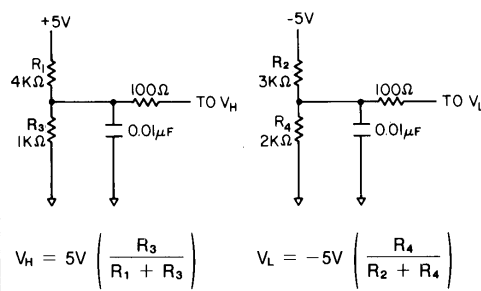 +5V
R1
4KΩ
100Ω
TO VH
R3
1KΩ
0.01µF
-5V
R2
3KΩ
100Ω
TO VL
R4
2KΩ
0.01µF
VH = 5V ( R3 / R1 + R3 )
VL = -5V ( R4 / R2 + R4 )